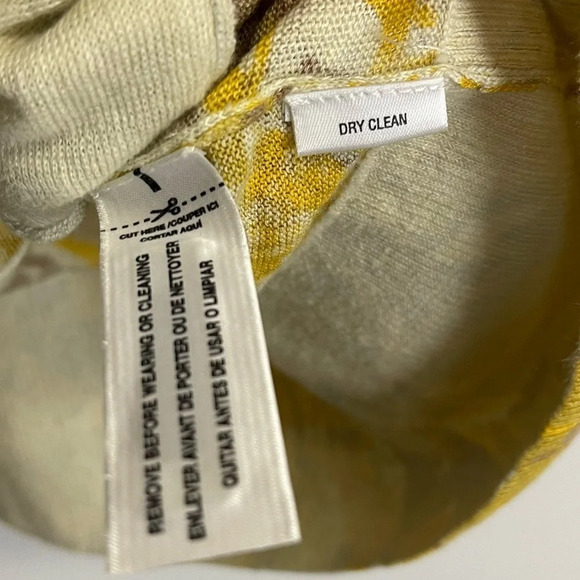 DRY CLEAN
CUT HERE/COUPER ICI
CORTAR AQUÍ
REMOVE BEFORE WEARING OR CLEANING
ENLEVER AVANT DE PORTER OU DE NETTOYER
QUITAR ANTES DE USAR O LIMPIAR